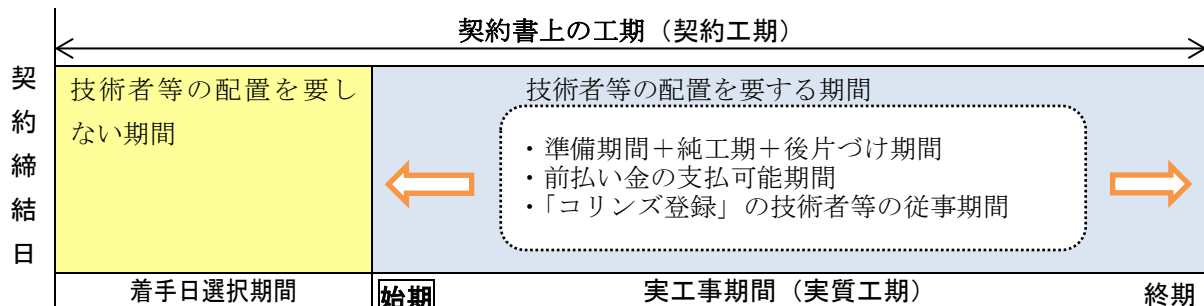 契約書上の工期（契約工期）
契約締結日
技術者等の配置を要し
ない期間
技術者等の配置を要する期間
・準備期間＋純工期＋後片づけ期間
・前払い金の支払可能期間
・「コリンズ登録」の技術者等の従事期間
着手日選択期間
始期
実工事期間（実質工期）
終期